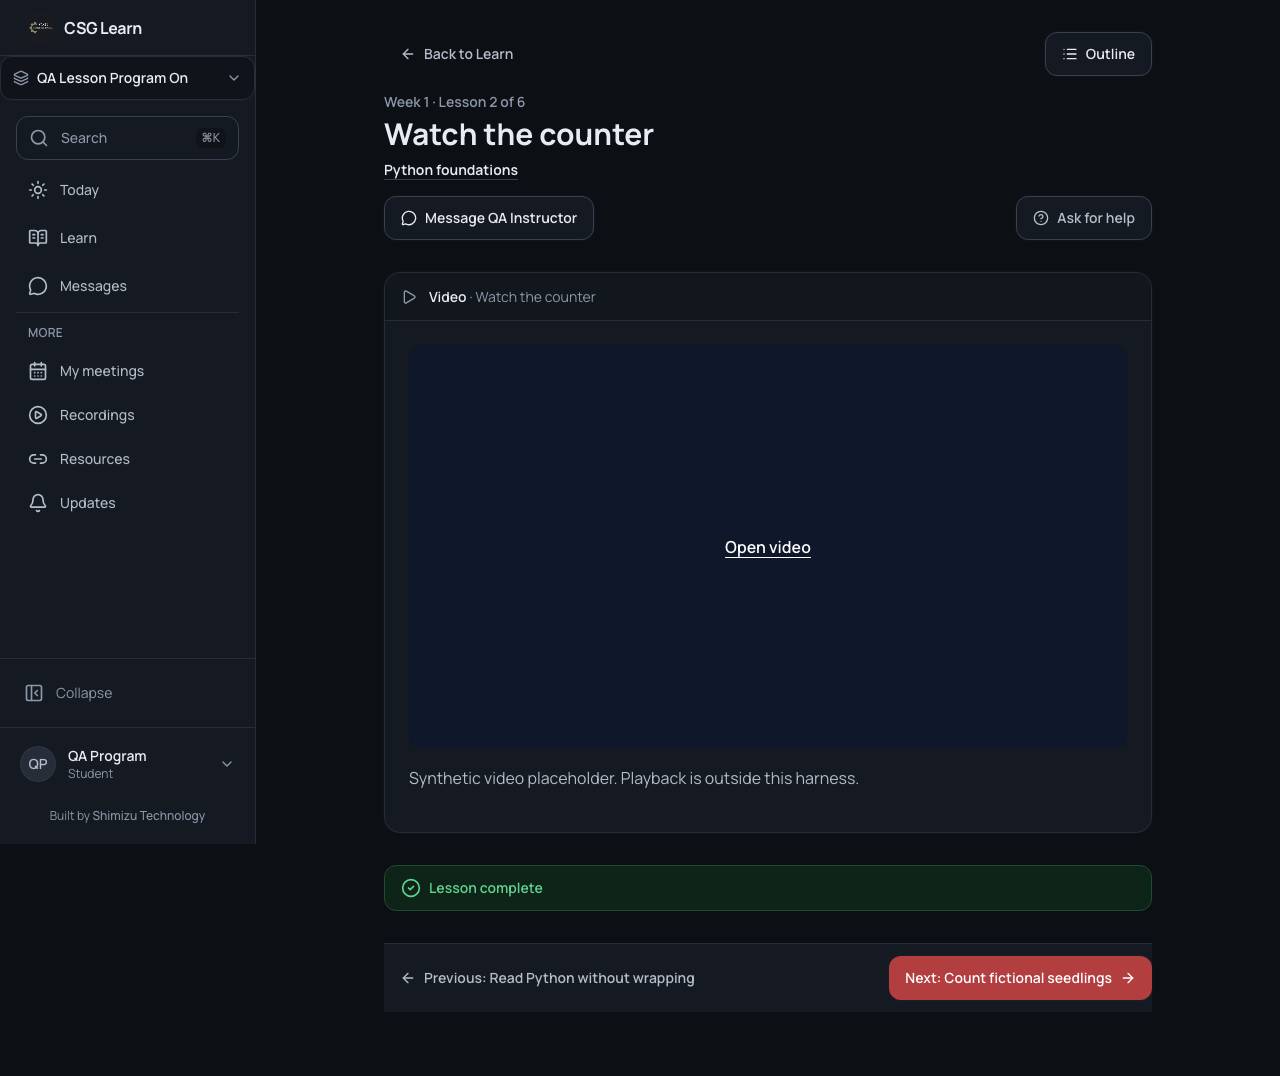 CSG Learn
QA Lesson Program On
Search ⌘K
Today
Learn
Messages
MORE
My meetings
Recordings
Resources
Updates
Collapse
QP
QA Program
Student
Built by Shimizu Technology
Back to Learn
Outline
Week 1 · Lesson 2 of 6
Watch the counter
Python foundations
Message QA Instructor
Ask for help
Video · Watch the counter
Open video
Synthetic video placeholder. Playback is outside this harness.
Lesson complete
Previous: Read Python without wrapping
Next: Count fictional seedlings